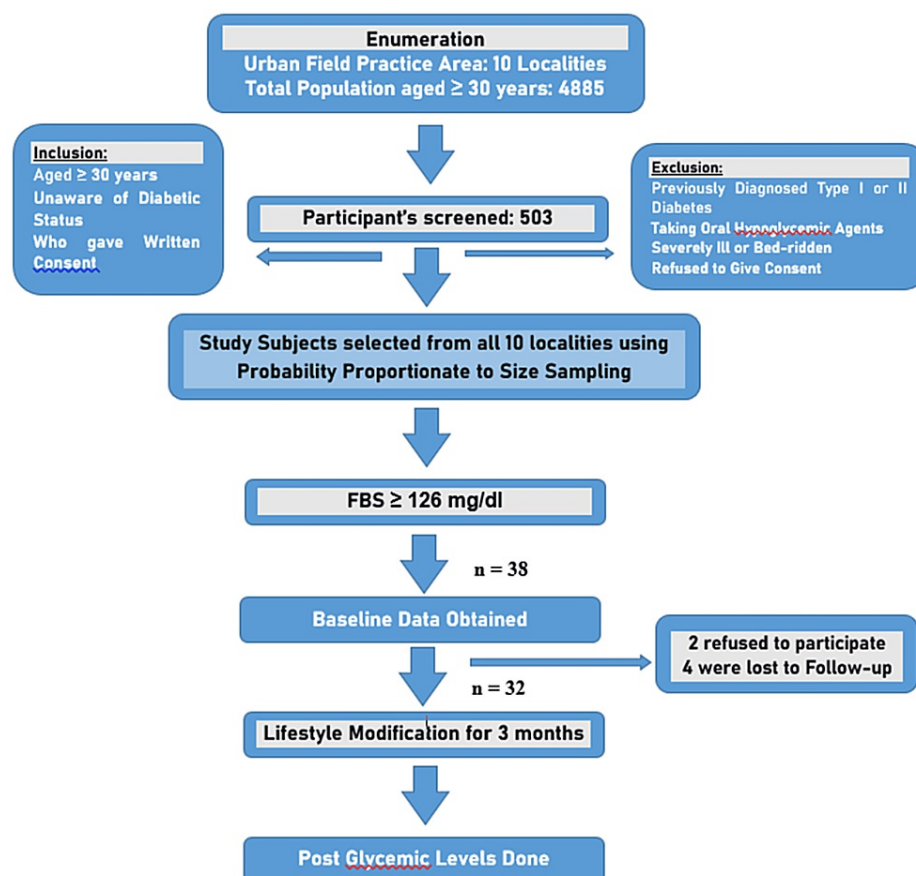 Enumeration
Urban Field Practice Area: 10 Localities
Total Population aged ≥ 30 years: 4885
Inclusion:
Aged ≥ 30 years
Unaware of Diabetic
Status
Who gave Written
Consent
Participant's screened: 503
Exclusion:
Previously Diagnosed Type I or II
Diabetes
Taking Oral Hypoglycemic Agents
Severely Ill or Bed-ridden
Refused to Give Consent
Study Subjects selected from all 10 localities using
Probability Proportionate to Size Sampling
FBS ≥ 126 mg/dl
n = 38
Baseline Data Obtained
2 refused to participate
4 were lost to Follow-up
n = 32
Lifestyle Modification for 3 months
Post Glycemic Levels Done